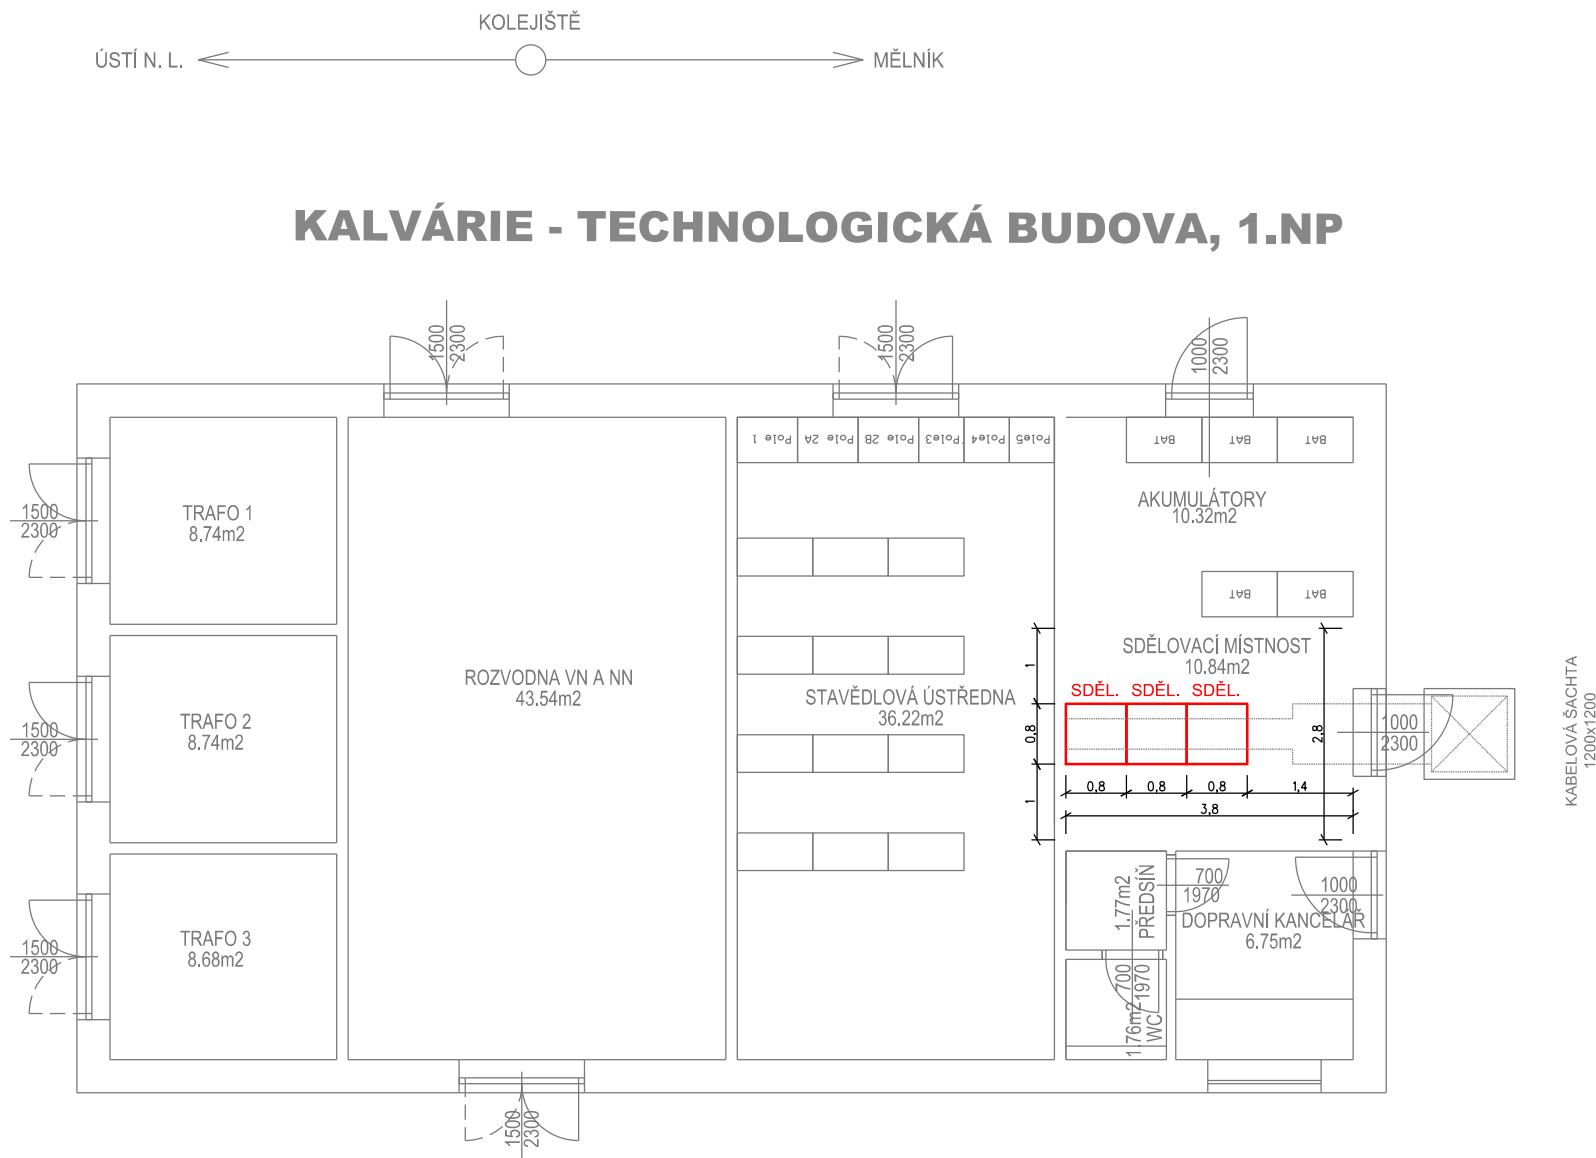 KOLEJIŠTĚ
ÚSTÍ N. L.
MĚLNÍK
KALVÁRIE - TECHNOLOGICKÁ BUDOVA, 1.NP
1500
2300
1500
2300
1000
2300
Pole 1
Pole 2A
Pole 2B
Pole3
Pole4
Pole5
BAT
BAT
BAT
AKUMULÁTORY
10.32m2
1500
2300
TRAFO 1
8.74m2
BAT
BAT
SDĚLOVACÍ MÍSTNOST
10.84m2
ROZVODNA VN A NN
43.54m2
STAVĚDLOVÁ ÚSTŘEDNA
36.22m2
SDĚL.
SDĚL.
SDĚL.
1
0,8
1
2,8
1500
2300
TRAFO 2
8.74m2
1000
2300
KABELOVÁ ŠACHTA
1200x1200
0,8
0,8
0,8
1,4
3,8
1.77m2
PŘEDSÍŇ
700
1970
1000
2300
DOPRAVNÍ KANCELÁŘ
6.75m2
1500
2300
TRAFO 3
8.68m2
700
1970
1.76m2
WC
1500
2300